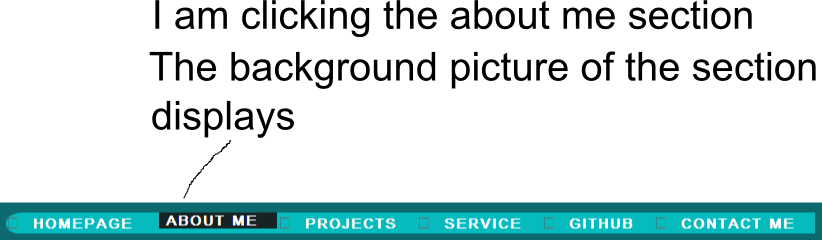 I am clicking the about me section
The background picture of the section
displays
HOMEPAGE ABOUT ME PROJECTS SERVICE GITHUB CONTACT ME